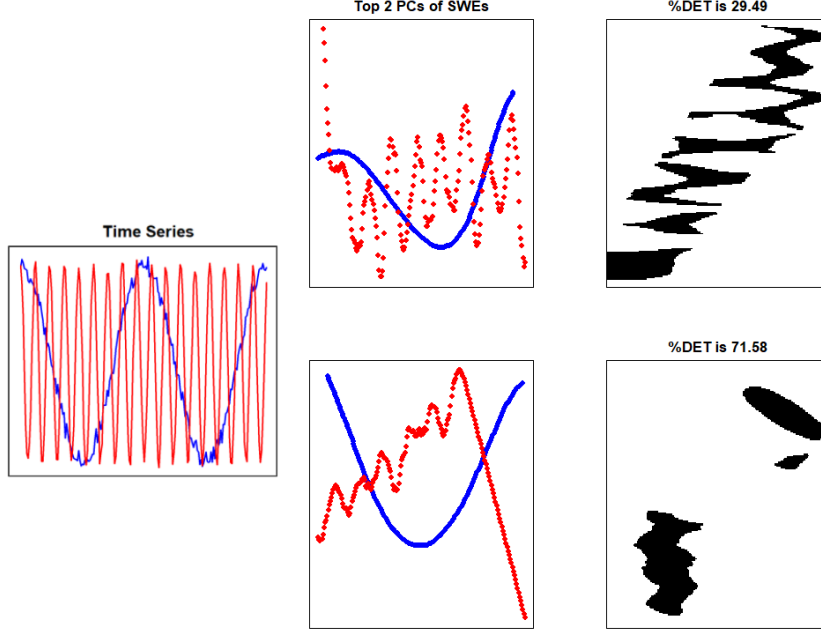 Top 2 PCs of SWEs
%DET is 29.49
Time Series
%DET is 71.58